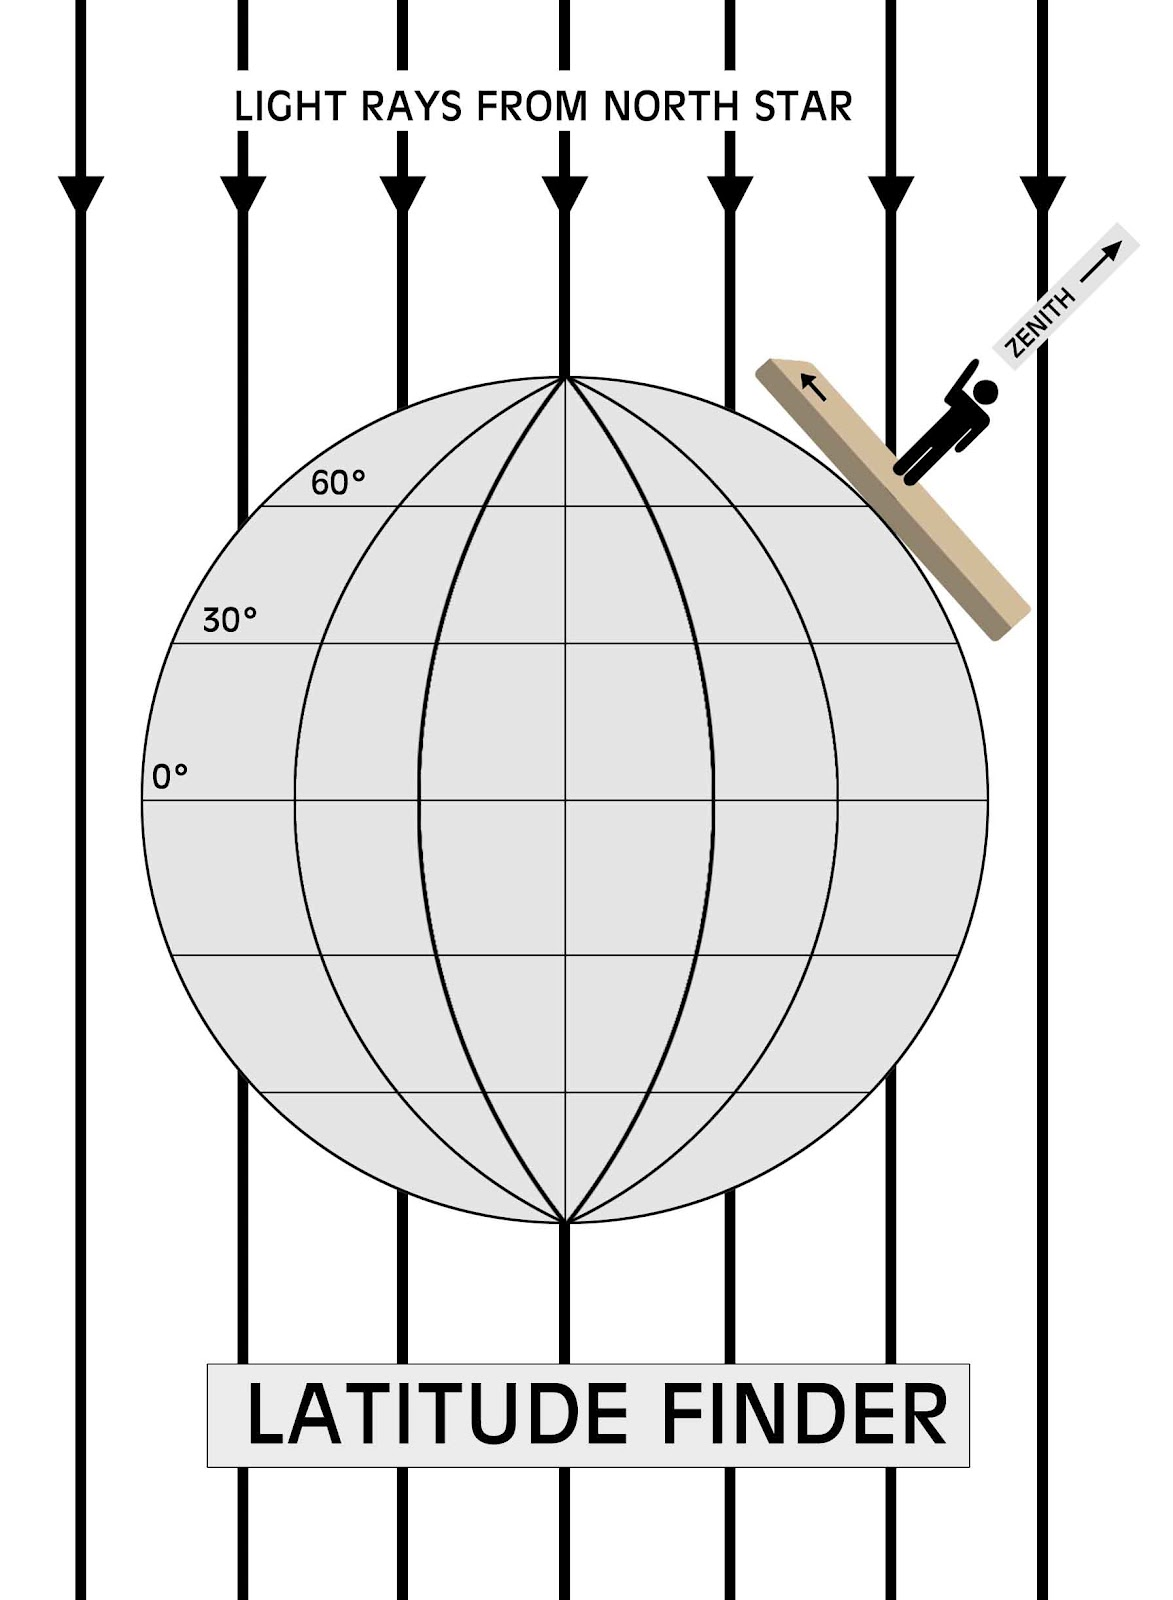 LIGHT RAYS FROM NORTH STAR
ZENITH
60°
30°
0°
LATITUDE FINDER